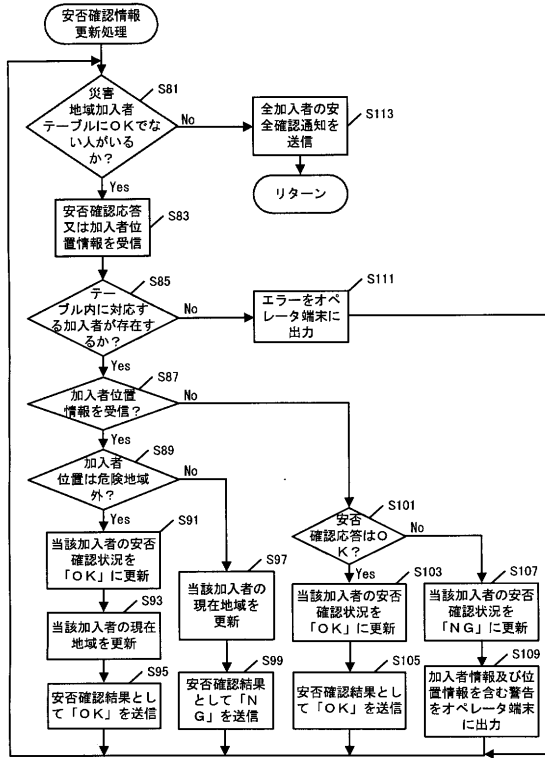 安否確認情報
更新処理
災害
地域加入者
テーブルにOKでな
い人がいる
か?
S81
No
全加入者の安
全確認通知を
送信
S113
リターン
Yes
安否確認応答
又は加入者位
置情報を受信
S83
テー
ブル内に対応す
る加入者が存在す
るか?
S85
No
エラーをオペ
レータ端末に
出力
S111
Yes
加入者位置
情報を受信?
S87
No
Yes
加入者
位置は危険地域
外?
S89
No
Yes
安否
確認応答はO
K?
S101
No
Yes
当該加入者の安否
確認状況を
「OK」に更新
S91
当該加入者の現在
地域を更新
S93
安否確認結果とし
て「OK」を送信
S95
当該加入者の
現在地域を
更新
S97
安否確認結果
として「N
G」を送信
S99
当該加入者の安否
確認状況を
「OK」に更新
S103
安否確認結果とし
て「OK」を送信
S105
当該加入者の安否
確認状況を
「NG」に更新
S107
加入者情報及び位
置情報を含む警告
をオペレータ端末
に出力
S109